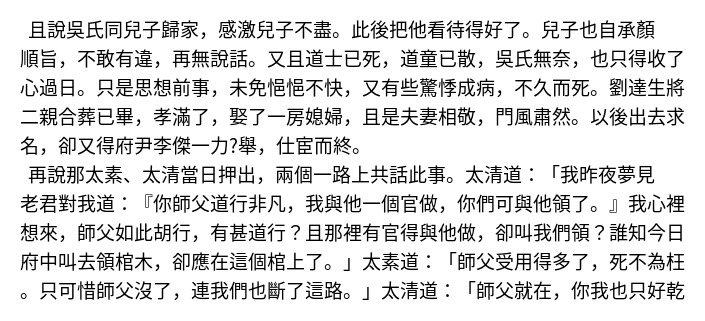 且說吳氏同兒子歸家，感激兒子不盡。此後把他看待得好了。兒子也自承顏
順旨，不敢有違，再無說話。又且道士已死，道童已散，吳氏無奈，也只得收了
心過日。只是思想前事，未免悒悒不快，又有些驚悸成病，不久而死。劉達生將
二親合葬已畢，孝滿了，娶了一房媳婦，且是夫妻相敬，門風肅然。以後出去求
名，卻又得府尹李傑一力?舉，仕宦而終。
再說那太素、太清當日押出，兩個一路上共話此事。太清道：「我昨夜夢見
老君對我道：『你師父道行非凡，我與他一個官做，你們可與他領了。』我心裡
想來，師父如此胡行，有甚道行？且那裡有官得與他做，卻叫我們領？誰知今日
府中叫去領棺木，卻應在這個棺上了。」太素道：「師父受用得多了，死不為枉
。只可惜師父沒了，連我們也斷了這路。」太清道：「師父就在，你我也只好乾